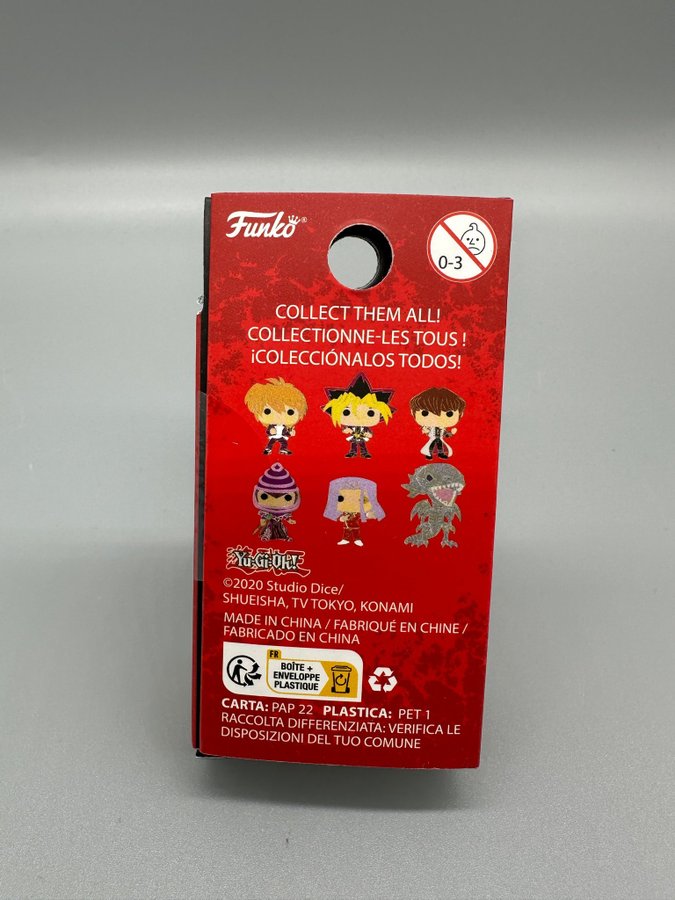 Funko®
0-3
COLLECT THEM ALL!
COLLECTIONNE-LES TOUS !
¡COLECCIÓNALOS TODOS!
Yu-Gi-Oh!
©2020 Studio Dice/
SHUEISHA, TV TOKYO, KONAMI
MADE IN CHINA / FABRIQUÉ EN CHINE /
FABRICADO EN CHINA
FR
BOÎTE +
ENVELOPPE
PLASTIQUE
CARTA: PAP 22 PLASTICA: PET 1
RACCOLTA DIFFERENZIATA: VERIFICA LE
DISPOSIZIONI DEL TUO COMUNE